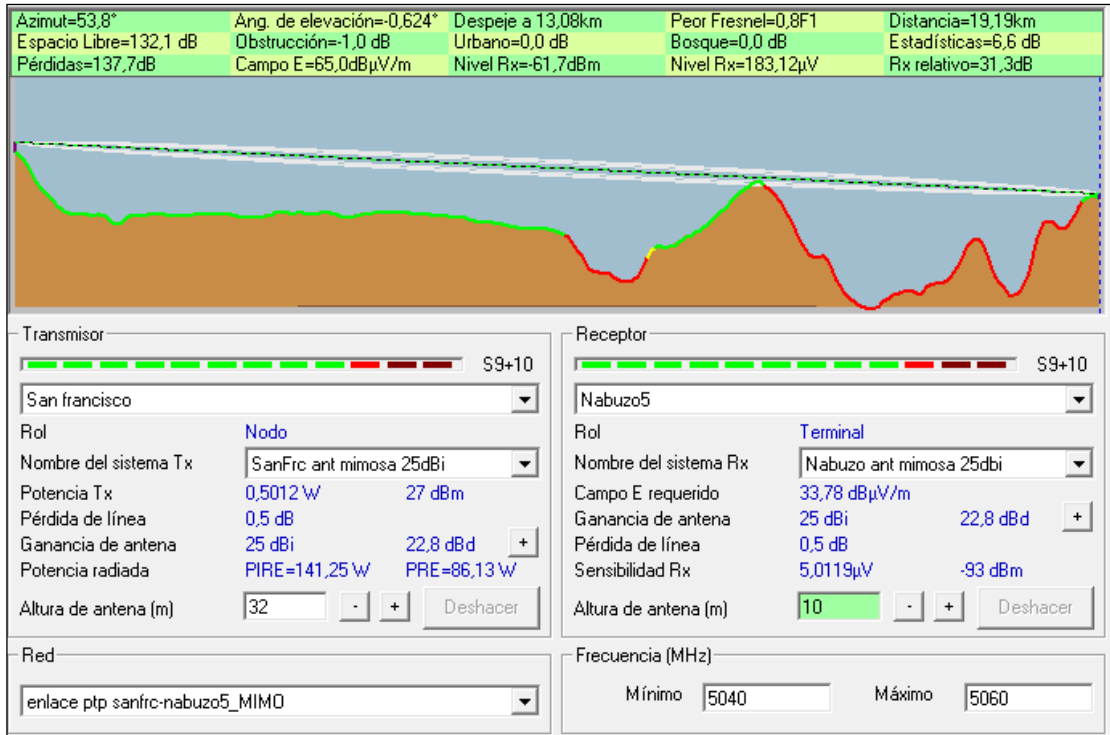 Azimut=53,8° Ang. de elevación=-0,624° Despeje a 13,08km Peor Fresnel=0,8F1 Distancia=19,19km
Espacio Libre=132,1 dB Obstrucción=-1,0 dB Urbano=0,0 dB Bosque=0,0 dB Estadísticas=6,6 dB
Pérdidas=137,7dB Campo E=65,0dBμV/m Nivel Rx=-61,7dBm Nivel Rx=183,12μV Rx relativo=31,3dB
Transmisor
S9+10
San francisco
Rol Nodo
Nombre del sistema Tx SanFrc ant mimosa 25dBi
Potencia Tx 0,5012 W 27 dBm
Pérdida de línea 0,5 dB
Ganancia de antena 25 dBi 22,8 dBd +
Potencia radiada PIRE=141,25 W PRE=86,13 W
Altura de antena (m) 32 - + Deshacer
Receptor
S9+10
Nabuzo5
Rol Terminal
Nombre del sistema Rx Nabuzo ant mimosa 25dbi
Campo E requerido 33,78 dBμV/m
Ganancia de antena 25 dBi 22,8 dBd +
Pérdida de línea 0,5 dB
Sensibilidad Rx 5,0119μV -93 dBm
Altura de antena (m) 10 - + Deshacer
Red
enlace ptp sanfrc-nabuzo5_MIMO
Frecuencia (MHz)
Mínimo 5040 Máximo 5060